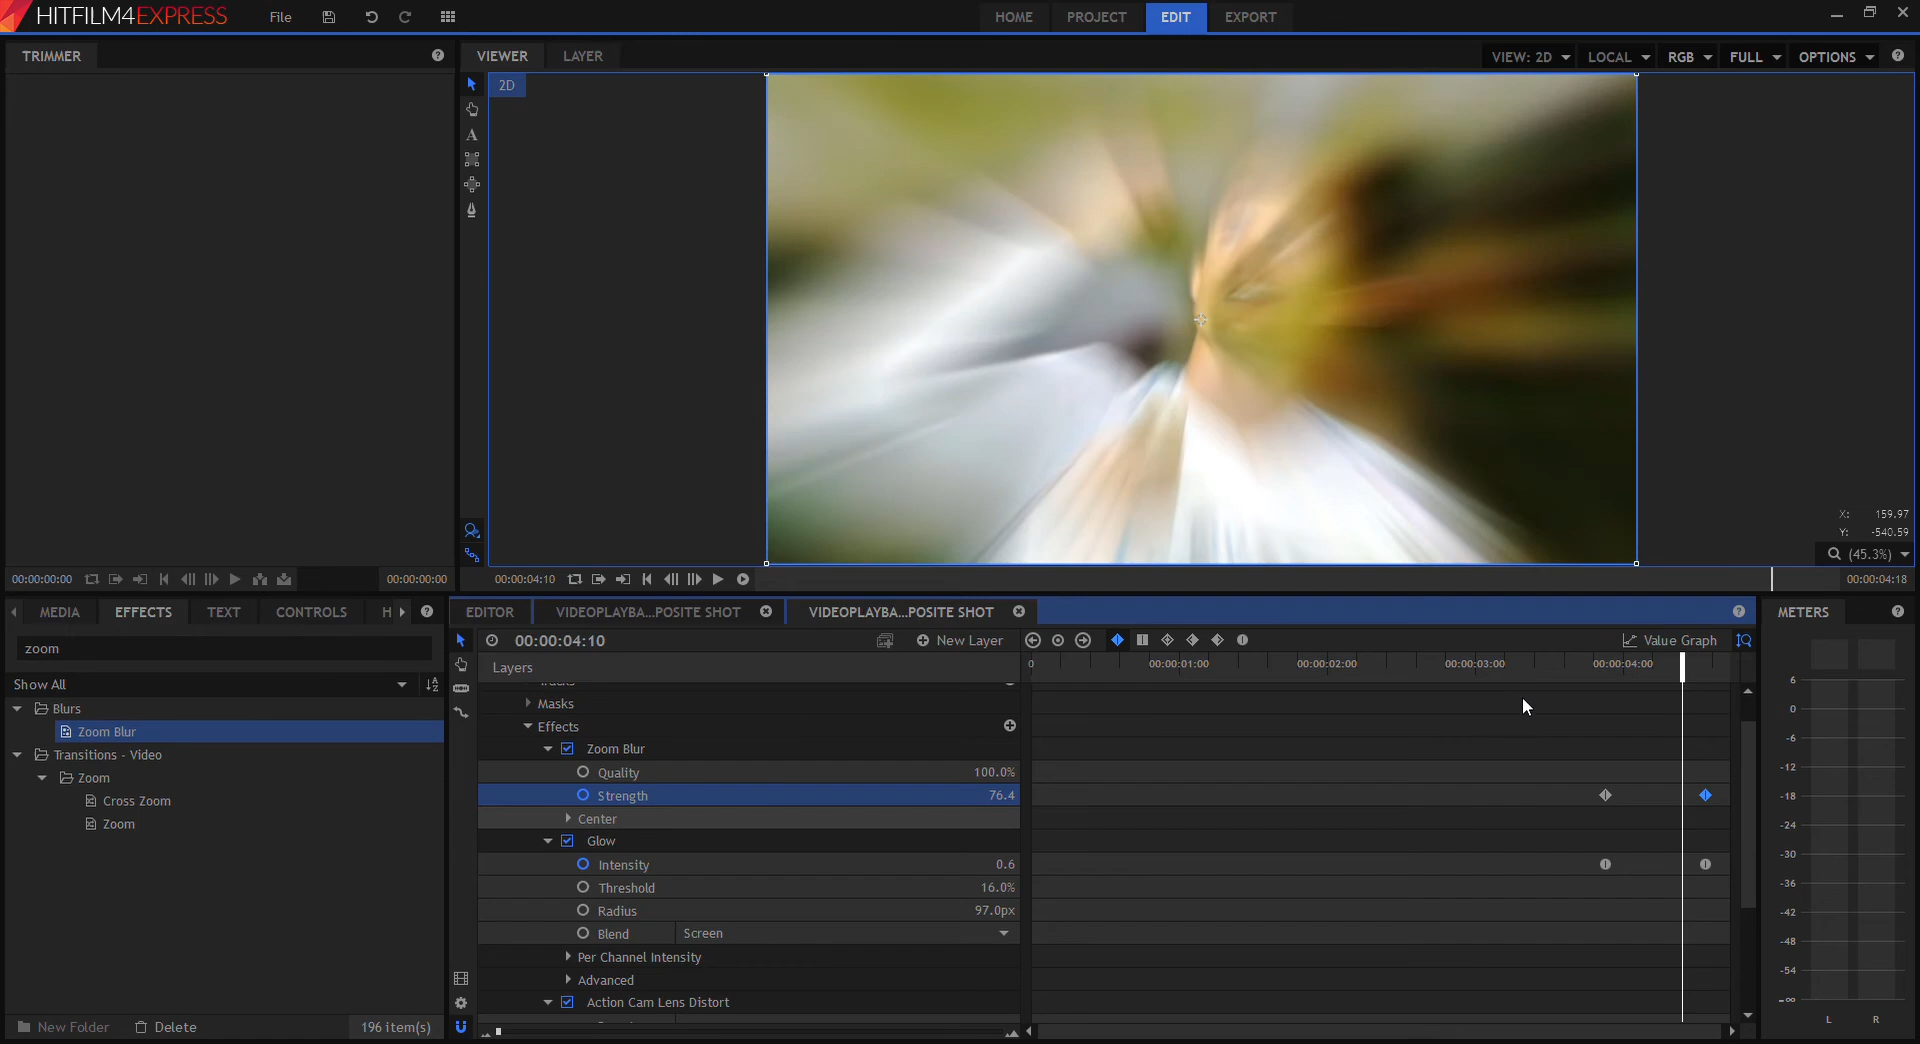 HITFILM4EXPRESS File HOME PROJECT EDIT EXPORT
TRIMMER VIEWER LAYER VIEW: 2D LOCAL RGB FULL OPTIONS
2D
A
X: 159.97
Y: -540.59
(45.3%)
00:00:00:00 00:00:00:00 00:00:04:10 00:00:04:18
MEDIA EFFECTS TEXT CONTROLS H EDITOR VIDEOPLAYBA...POSITE SHOT VIDEOPLAYBA...POSITE SHOT METERS
zoom 00:00:04:10 New Layer Value Graph
Show All Layers 0 00:00:01:00 00:00:02:00 00:00:03:00 00:00:04:00
Blurs Masks
Zoom Blur Effects
Transitions - Video Zoom Blur
Zoom Quality 100.0%
Cross Zoom Strength 76.4
Zoom Center
Glow
Intensity 0.6
Threshold 16.0%
Radius 97.0px
Blend Screen
Per Channel Intensity
Advanced
Action Cam Lens Distort
New Folder Delete 196 item(s)
6
0
-6
-12
-18
-24
-30
-36
-42
-48
-54
-∞
L R